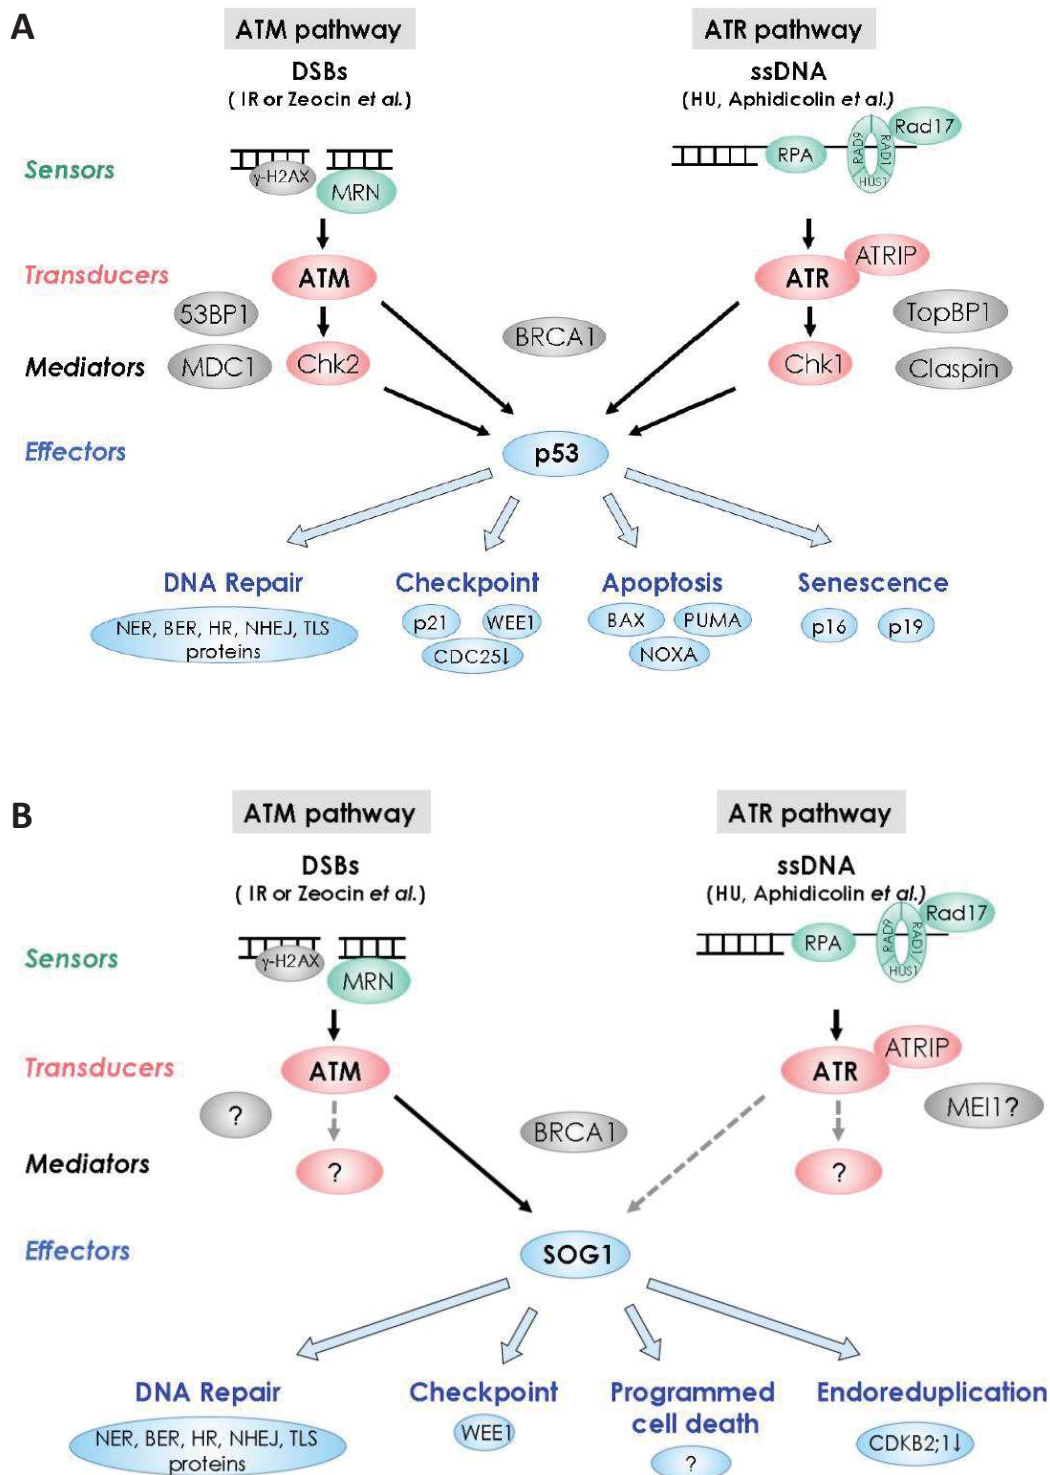 A
ATM pathway
ATR pathway
DSBs
( IR or Zeocin et al.)
ssDNA
(HU, Aphidicolin et al.)
Sensors
γ-H2AX
MRN
RPA
RAD9
RAD1
HUS1
Rad17
Transducers
ATM
ATR
ATRIP
53BP1
BRCA1
TopBP1
Mediators
MDC1
Chk2
Chk1
Claspin
Effectors
p53
DNA Repair
Checkpoint
Apoptosis
Senescence
NER, BER, HR, NHEJ, TLS
proteins
p21
WEE1
CDC25↓
BAX
PUMA
NOXA
p16
p19
B
ATM pathway
ATR pathway
DSBs
( IR or Zeocin et al.)
ssDNA
(HU, Aphidicolin et al.)
Sensors
γ-H2AX
MRN
RPA
RAD9
RAD1
HUS1
Rad17
Transducers
ATM
ATR
ATRIP
?
BRCA1
MEI1?
Mediators
?
?
Effectors
SOG1
DNA Repair
Checkpoint
Programmed
cell death
Endoreduplication
NER, BER, HR, NHEJ, TLS
proteins
WEE1
?
CDKB2;1↓